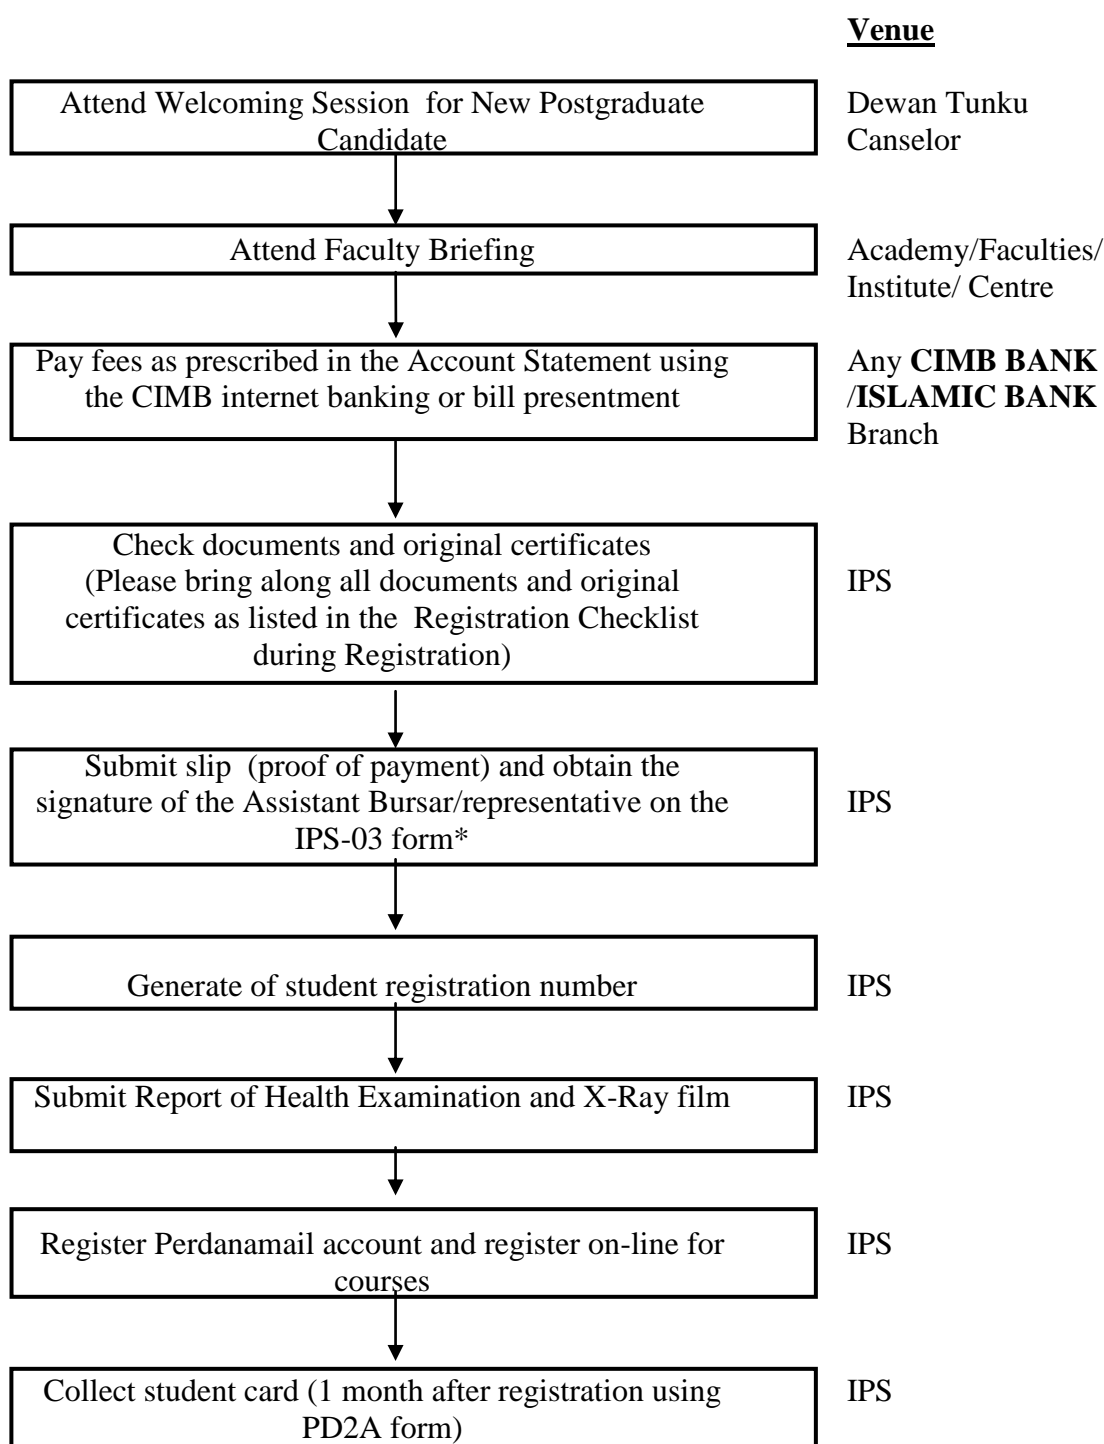 Venue
Attend Welcoming Session for New Postgraduate
Candidate
Dewan Tunku
Canselor
Attend Faculty Briefing
Academy/Faculties/
Institute/ Centre
Pay fees as prescribed in the Account Statement using
the CIMB internet banking or bill presentment
Any CIMB BANK
/ISLAMIC BANK
Branch
Check documents and original certificates
(Please bring along all documents and original
certificates as listed in the Registration Checklist
during Registration)
IPS
Submit slip (proof of payment) and obtain the
signature of the Assistant Bursar/representative on the
IPS-03 form*
IPS
Generate of student registration number
IPS
Submit Report of Health Examination and X-Ray film
IPS
Register Perdanamail account and register on-line for
courses
IPS
Collect student card (1 month after registration using
PD2A form)
IPS